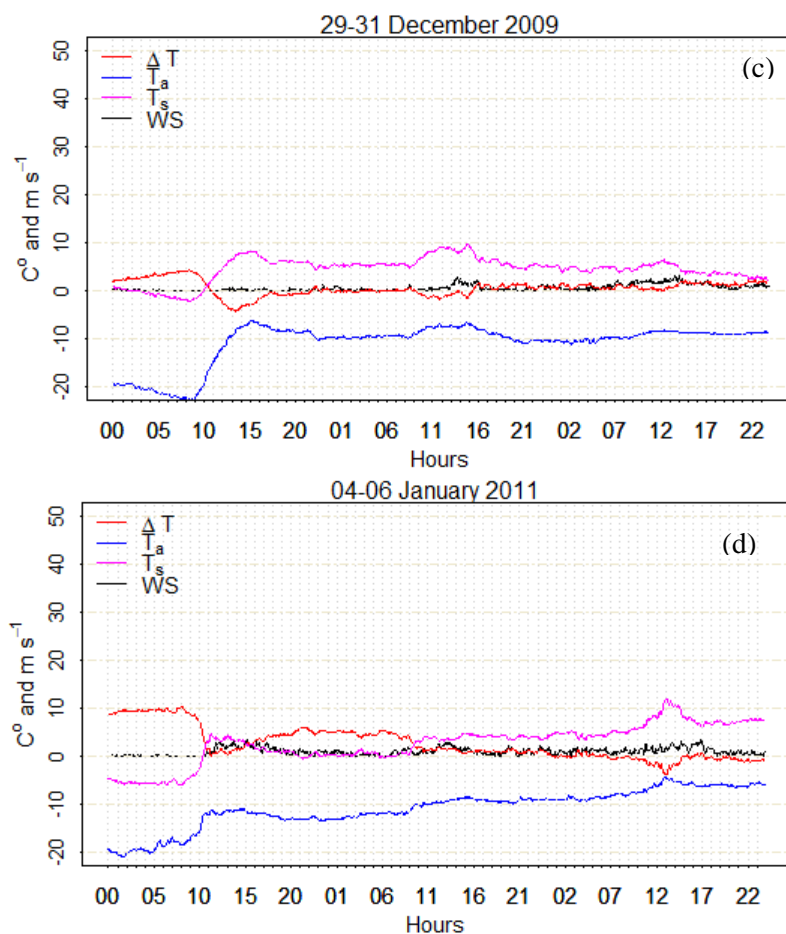 29-31 December 2009
(c)
Δ T
Ta
Ts
WS
C° and m s⁻¹
50
40
30
20
10
0
-10
-20
00 05 10 15 20 01 06 11 16 21 02 07 12 17 22
Hours
04-06 January 2011
(d)
Δ T
Ta
Ts
WS
C° and m s⁻¹
50
40
30
20
10
0
-10
-20
00 05 10 15 20 01 06 11 16 21 02 07 12 17 22
Hours